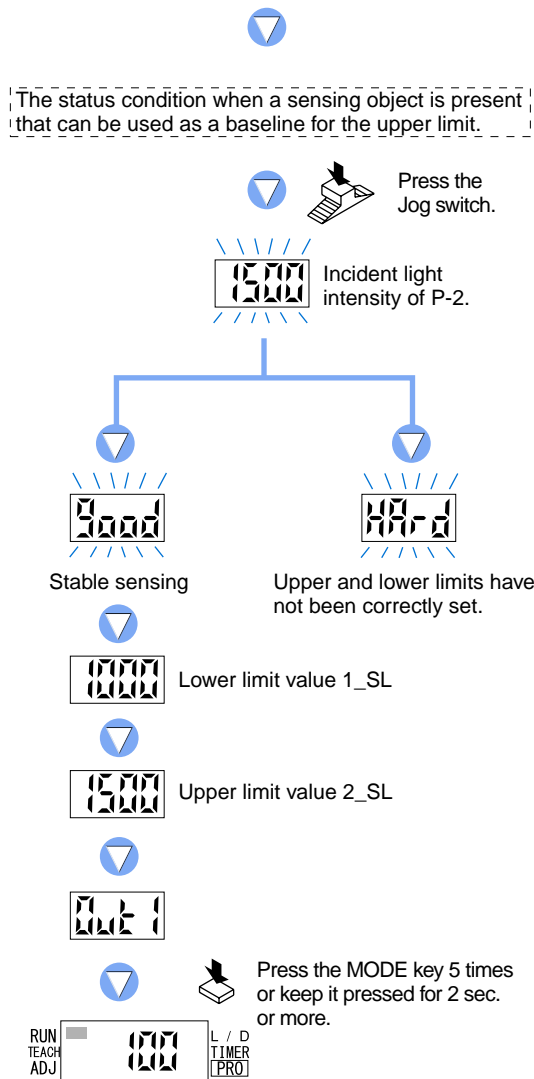 The status condition when a sensing object is present
that can be used as a baseline for the upper limit.
Press the
Jog switch.
1500
Incident light
intensity of P-2.
good
HArd
Stable sensing
Upper and lower limits have
not been correctly set.
1000
Lower limit value 1_SL
1500
Upper limit value 2_SL
Out 1
Press the MODE key 5 times
or keep it pressed for 2 sec.
or more.
RUN
TEACH
ADJ
100
L / D
TIMER
PRO